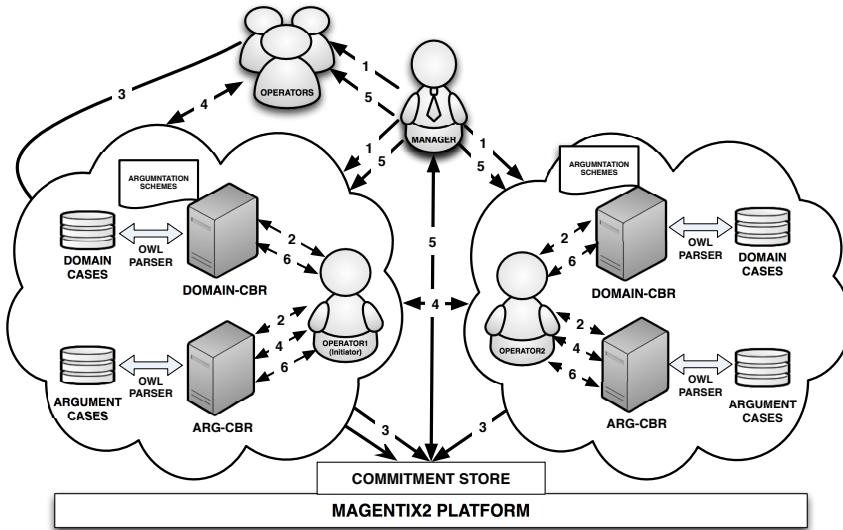 OPERATORS
MANAGER
1
3
4
5
1
5
1
5
ARGUMNTATION
SCHEMES
DOMAIN
CASES
OWL
PARSER
DOMAIN-CBR
2
6
ARGUMENT
CASES
OWL
PARSER
ARG-CBR
2
4
6
OPERATOR1
(Initiator)
5
4
ARGUMNTATION
SCHEMES
OPERATOR2
2
6
DOMAIN-CBR
OWL
PARSER
DOMAIN
CASES
2
4
6
ARG-CBR
OWL
PARSER
ARGUMENT
CASES
3
3
COMMITMENT STORE
MAGENTIX2 PLATFORM